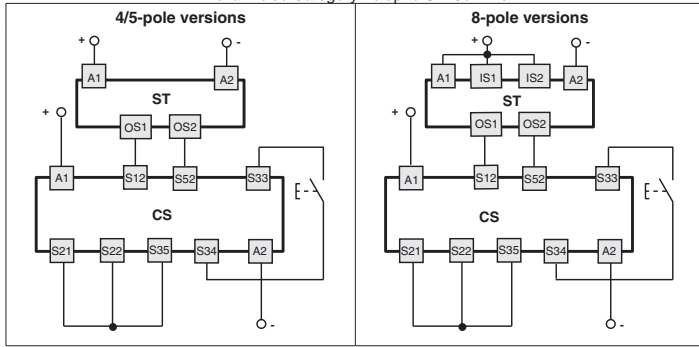 4/5-pole versions
+
-
A1
A2
ST
OS1
OS2
+
A1
S12
S52
S33
CS
S21
S22
S35
S34
A2
-
8-pole versions
+
-
A1
IS1
IS2
A2
ST
OS1
OS2
+
A1
S12
S52
S33
CS
S21
S22
S35
S34
A2
-